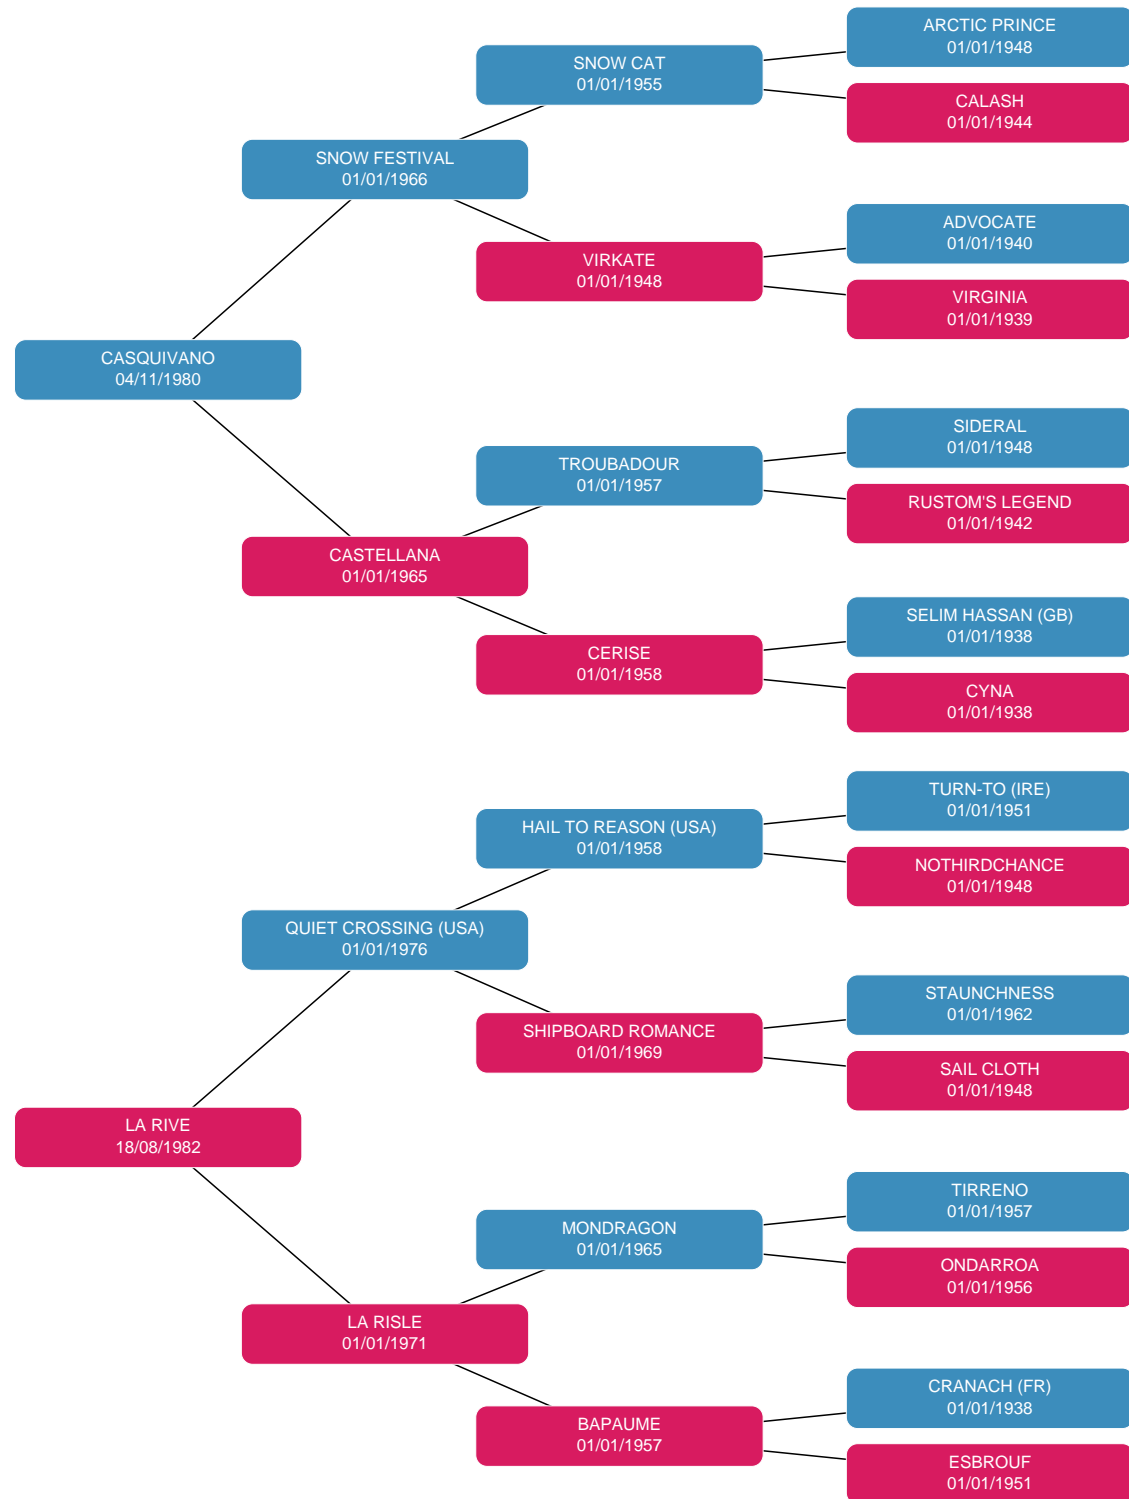 ARCTIC PRINCE
01/01/1948
SNOW CAT
01/01/1955
CALASH
01/01/1944
SNOW FESTIVAL
01/01/1966
ADVOCATE
01/01/1940
VIRKATE
01/01/1948
VIRGINIA
01/01/1939
CASQUIVANO
04/11/1980
SIDERAL
01/01/1948
TROUBADOUR
01/01/1957
RUSTOM'S LEGEND
01/01/1942
CASTELLANA
01/01/1965
SELIM HASSAN (GB)
01/01/1938
CERISE
01/01/1958
CYNA
01/01/1938
TURN-TO (IRE)
01/01/1951
HAIL TO REASON (USA)
01/01/1958
NOTHIRDCHANCE
01/01/1948
QUIET CROSSING (USA)
01/01/1976
STAUNCHNESS
01/01/1962
SHIPBOARD ROMANCE
01/01/1969
SAIL CLOTH
01/01/1948
LA RIVE
18/08/1982
TIRRENO
01/01/1957
MONDRAGON
01/01/1965
ONDARROA
01/01/1956
LA RISLE
01/01/1971
CRANACH (FR)
01/01/1938
BAPAUME
01/01/1957
ESBROUF
01/01/1951